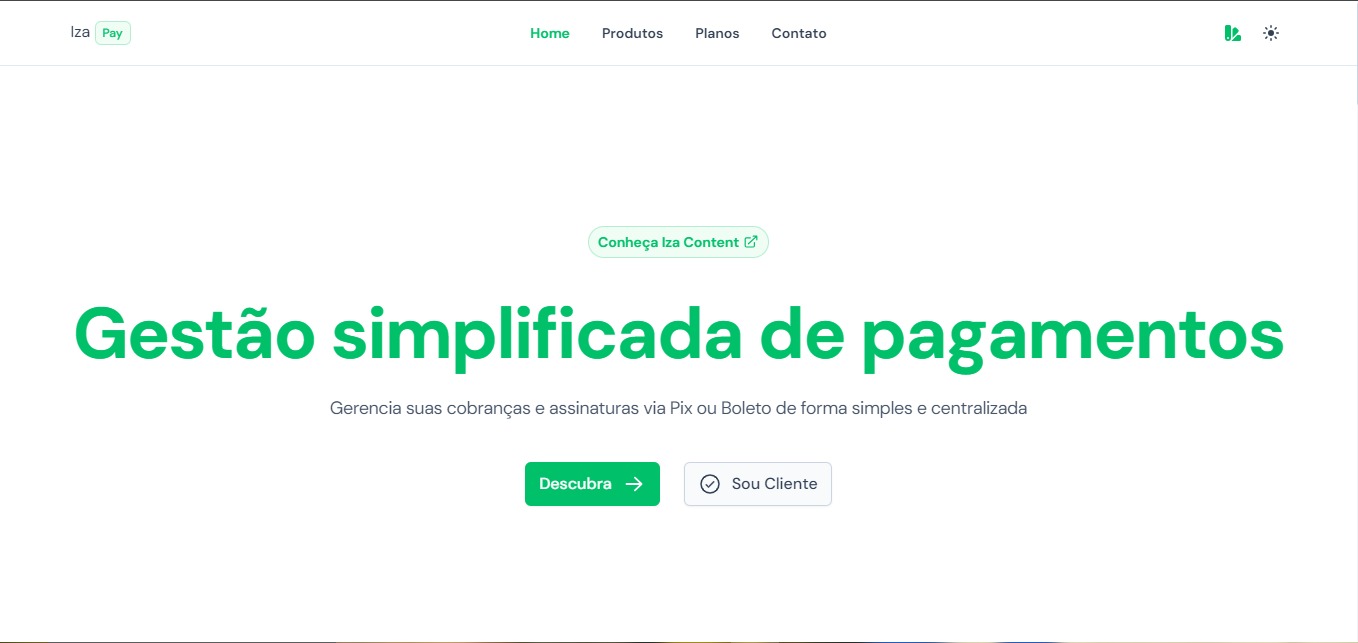 Iza Pay
Home Produtos Planos Contato
Conheça Iza Content
Gestão simplificada de pagamentos
Gerencia suas cobranças e assinaturas via Pix ou Boleto de forma simples e centralizada
Descubra Sou Cliente